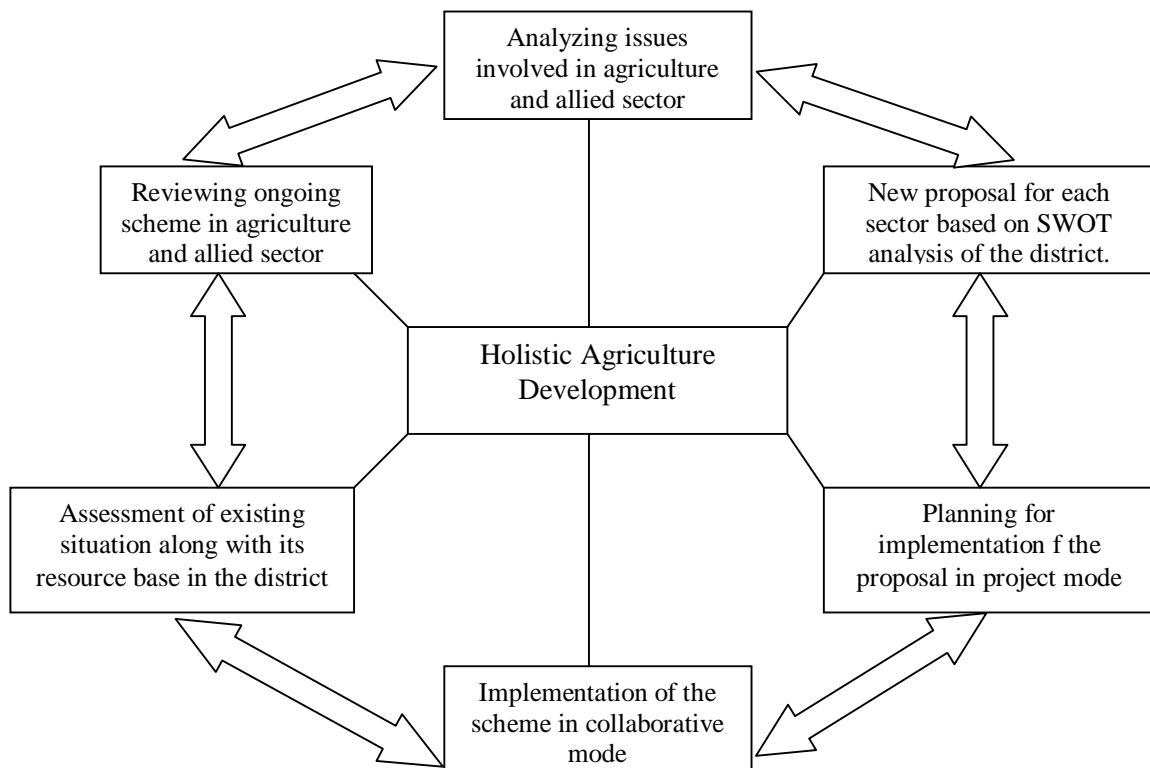 Analyzing issues
involved in agriculture
and allied sector
Reviewing ongoing
scheme in agriculture
and allied sector
New proposal for each
sector based on SWOT
analysis of the district.
Holistic Agriculture
Development
Assessment of existing
situation along with its
resource base in the district
Planning for
implementation f the
proposal in project mode
Implementation of the
scheme in collaborative
mode